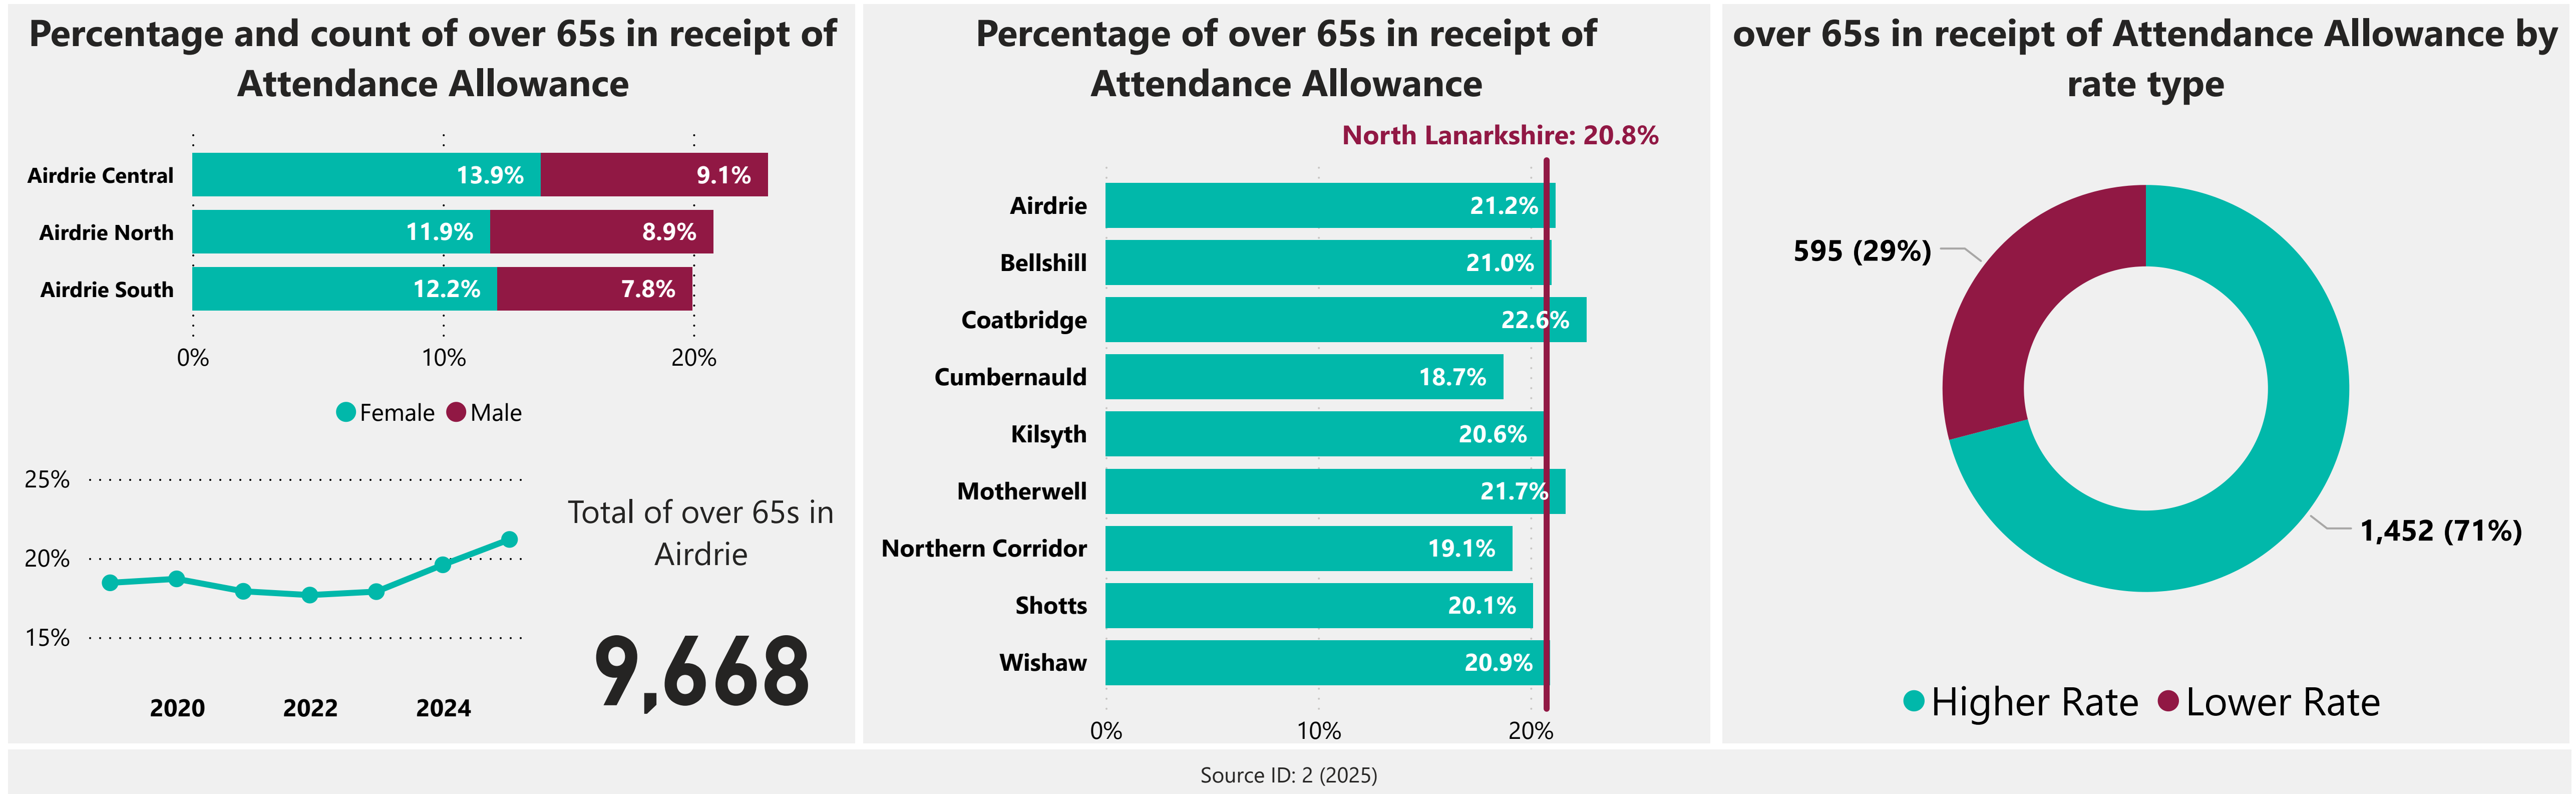 Percentage and count of over 65s in receipt of
Attendance Allowance
Airdrie Central 13.9% 9.1%
Airdrie North 11.9% 8.9%
Airdrie South 12.2% 7.8%
0% 10% 20%
Female Male
25%
20%
15%
2020 2022 2024
Total of over 65s in
Airdrie
9,668
Percentage of over 65s in receipt of
Attendance Allowance
North Lanarkshire: 20.8%
Airdrie 21.2%
Bellshill 21.0%
Coatbridge 22.6%
Cumbernauld 18.7%
Kilsyth 20.6%
Motherwell 21.7%
Northern Corridor 19.1%
Shotts 20.1%
Wishaw 20.9%
0% 10% 20%
over 65s in receipt of Attendance Allowance by
rate type
595 (29%)
1,452 (71%)
Higher Rate Lower Rate
Source ID: 2 (2025)